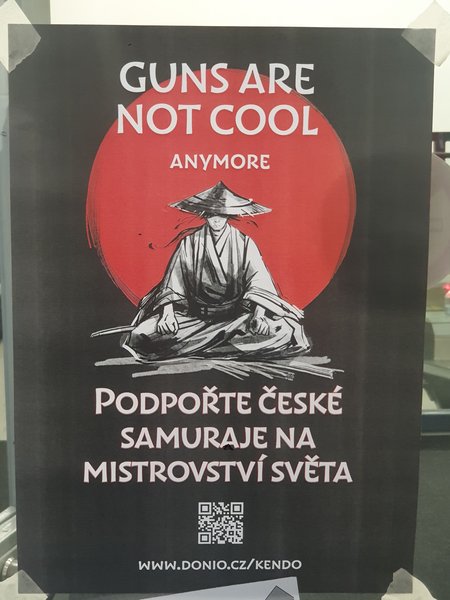 GUNS ARE
NOT COOL
ANYMORE
PODPOŘTE ČESKÉ
SAMURAJE NA
MISTROVSTVÍ SVĚTA
WWW.DONIO.CZ/KENDO